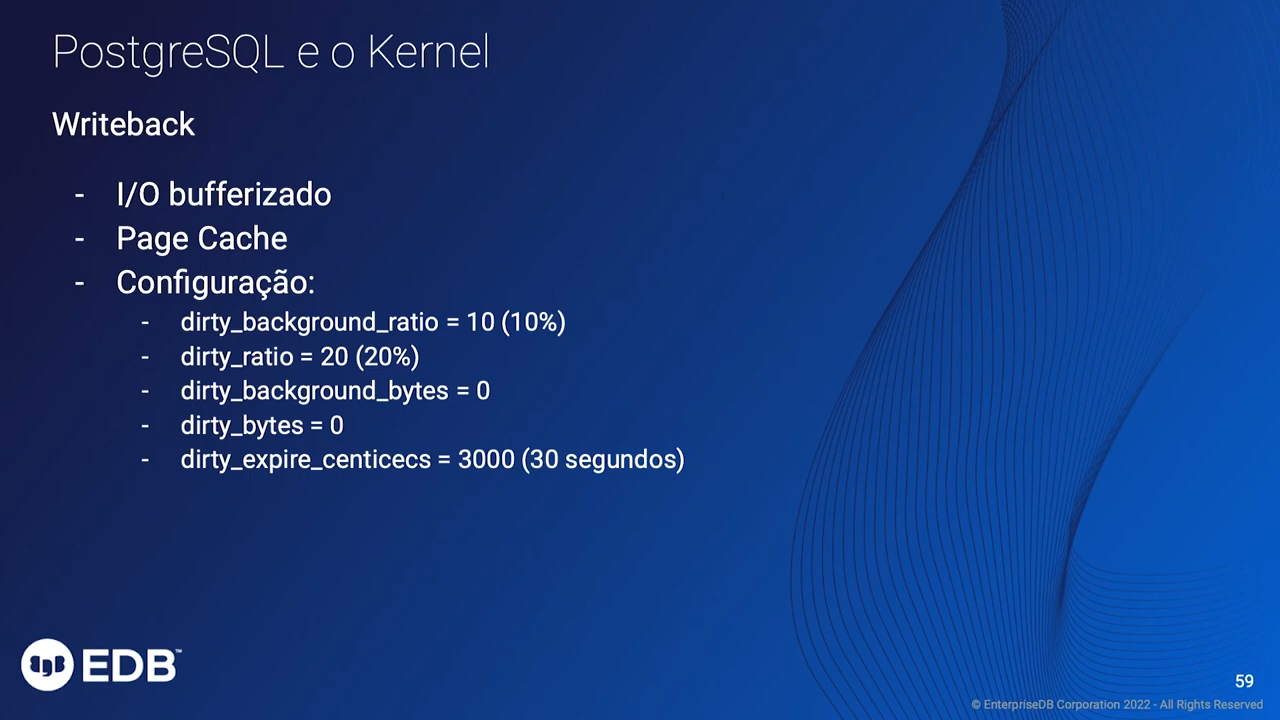 PostgreSQL e o Kernel
Writeback
- I/O bufferizado
- Page Cache
- Configuração:
- dirty_background_ratio = 10 (10%)
- dirty_ratio = 20 (20%)
- dirty_background_bytes = 0
- dirty_bytes = 0
- dirty_expire_centicecs = 3000 (30 segundos)
EDB™
59
© EnterpriseDB Corporation 2022 - All Rights Reserved